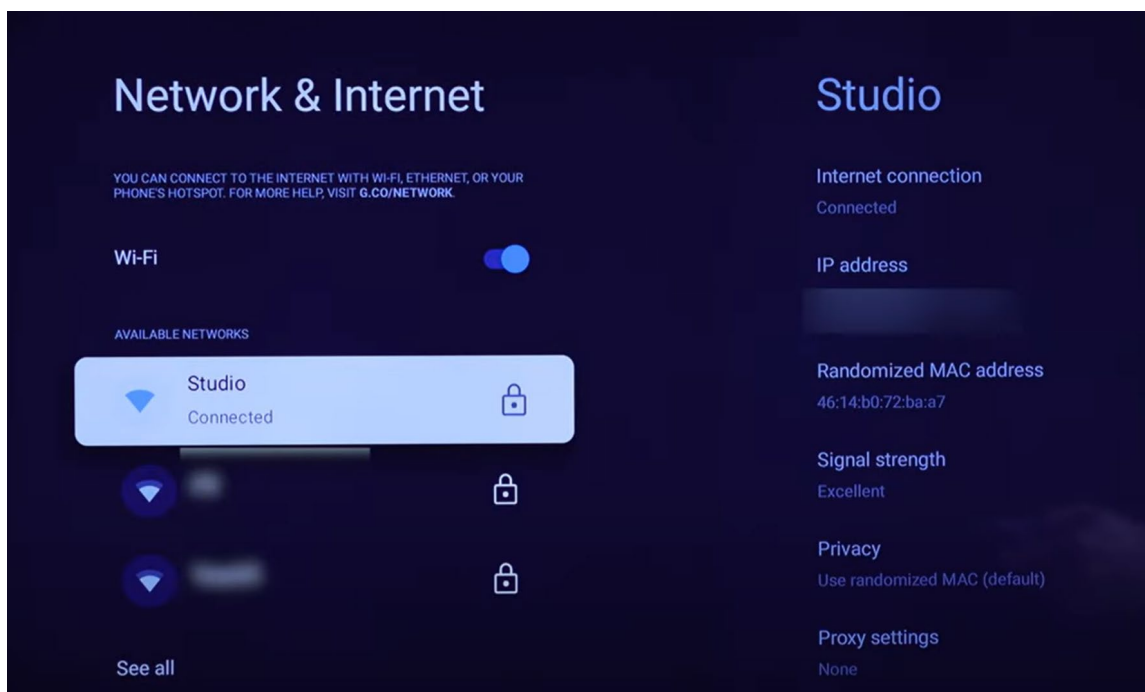 Network & Internet
YOU CAN CONNECT TO THE INTERNET WITH WI-FI, ETHERNET, OR YOUR
PHONE'S HOTSPOT. FOR MORE HELP, VISIT G.CO/NETWORK.
Wi-Fi
AVAILABLE NETWORKS
Studio
Connected
See all
Studio
Internet connection
Connected
IP address
Randomized MAC address
46:14:b0:72:ba:a7
Signal strength
Excellent
Privacy
Use randomized MAC (default)
Proxy settings
None